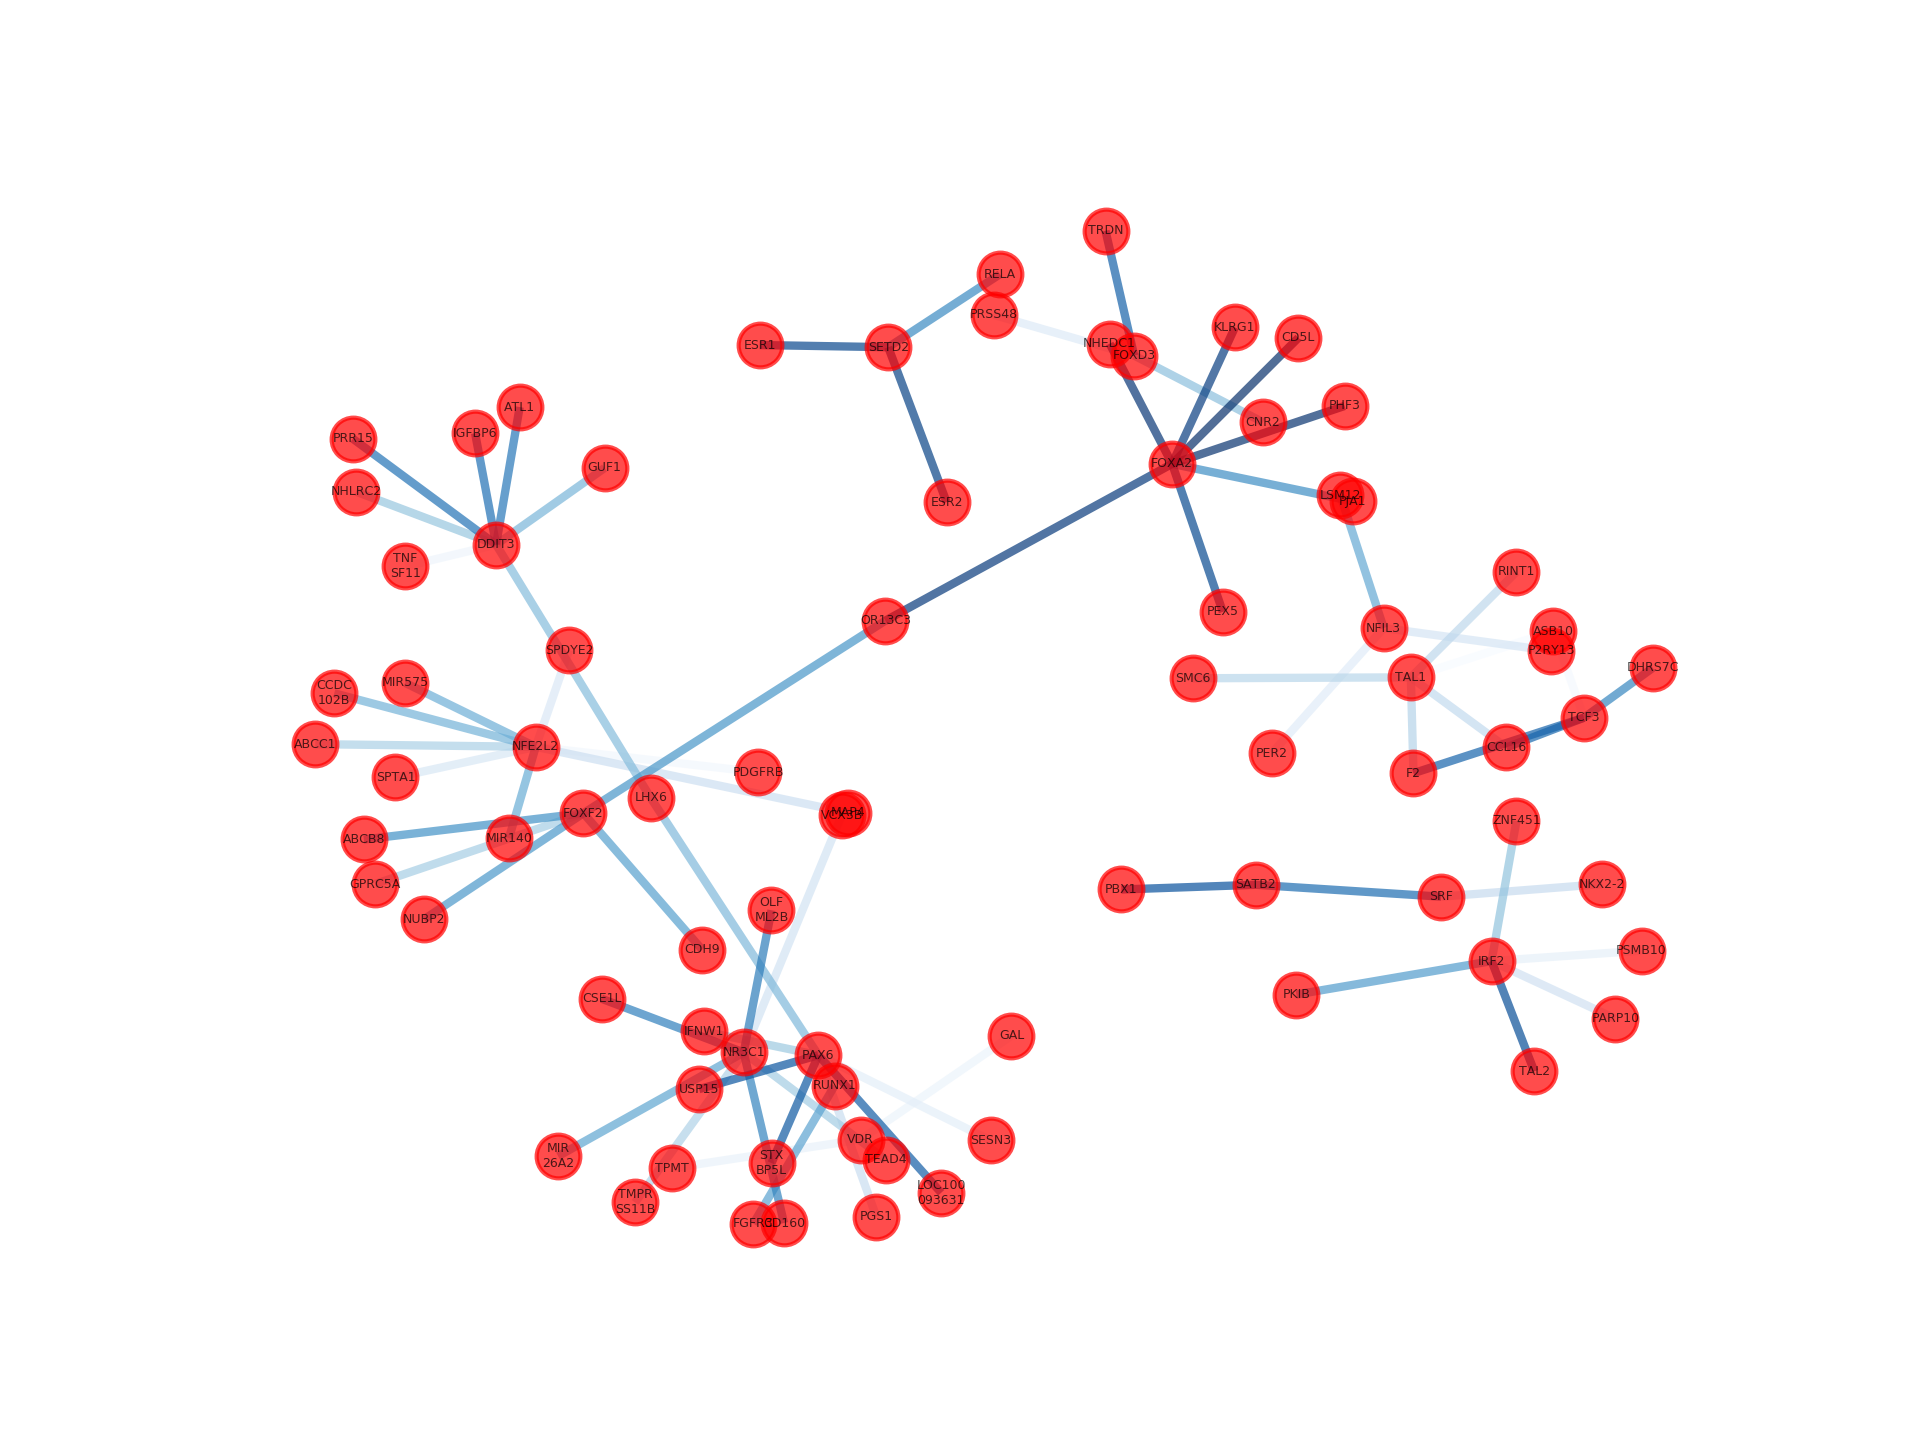 TRDN
RELA
PRSS48
KLRG1
CD5L
NHEDC1
FOXD3
ESR1
SETD2
CNR2
PHF3
ATL1
IGFBP6
PRR15
GUF1
FOXA2
NHLRC2
LSM12
PJA1
ESR2
DDIT3
TNF
SF11
RINT1
PEX5
OR13C3
NFIL3
ASB10
P2RY13
SPDYE2
DHRS7C
TAL1
SMC6
MIR575
CCDC
102B
TCF3
ABCC1
NFE2L2
CCL16
PER2
F2
SPTA1
PDGFRB
LHX6
FOXF2
VCX3B
ZNF451
ABCB8
MIR140
GPRC5A
PBX1
SATB2
SRF
NKX2-2
NUBP2
OLF
ML2B
CDH9
PSMB10
IRF2
PKIB
CSE1L
PARP10
IFNW1
GAL
NR3C1
PAX6
TAL2
USP15
RUNX1
VDR
SESN3
MIR
26A2
TEAD4
STX
BP5L
TPMT
LOC100
093631
TMPR
SS11B
PGS1
FGFR3
CD160